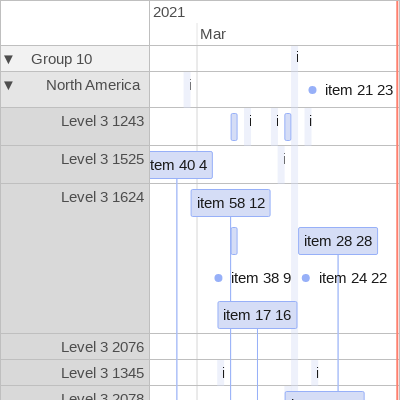 2021
Mar
▼ Group 10 i
▼ North America i item 21 23
Level 3 1243 i i i
Level 3 1525 tem 40 4 i
Level 3 1624 item 58 12
item 28 28
item 38 9 item 24 22
item 17 16
Level 3 2076
Level 3 1345 i i
Level 3 2078